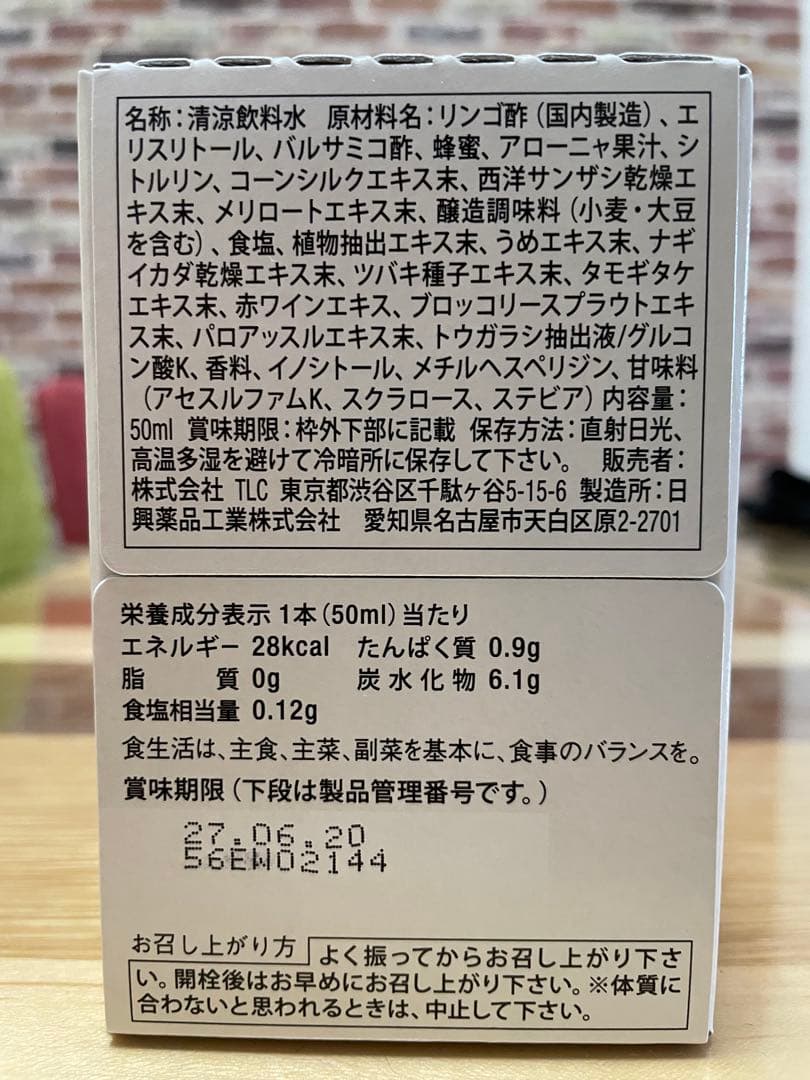 名称：清涼飲料水　原材料名：リンゴ酢（国内製造）、エ
リスリトール、バルサミコ酢、蜂蜜、アローニャ果汁、シ
トルリン、コーンシルクエキス末、西洋サンザシ乾燥エ
キス末、メリロートエキス末、醸造調味料（小麦・大豆
を含む）、食塩、植物抽出エキス末、うめエキス末、ナギ
イカダ乾燥エキス末、ツバキ種子エキス末、タモギタケ
エキス末、赤ワインエキス、ブロッコリースプラウトエキ
ス末、パロアッスルエキス末、トウガラシ抽出液/グルコ
ン酸K、香料、イノシトール、メチルヘスペリジン、甘味料
（アセスルファムK、スクラロース、ステビア）内容量：
50ml 賞味期限：枠外下部に記載 保存方法：直射日光、
高温多湿を避けて冷暗所に保存して下さい。　販売者：
株式会社 TLC 東京都渋谷区千駄ヶ谷5-15-6 製造所：日
興薬品工業株式会社　愛知県名古屋市天白区原2-2701
栄養成分表示 1本（50ml）当たり
エネルギー 28kcal　たんぱく質 0.9g
脂　質 0g　炭水化物 6.1g
食塩相当量 0.12g
食生活は、主食、主菜、副菜を基本に、食事のバランスを。
賞味期限（下段は製品管理番号です。）
27.06.20
56EW02144
お召し上がり方　よく振ってからお召し上がり下さ
い。開栓後はお早めにお召し上がり下さい。※体質に
合わないと思われるときは、中止して下さい。